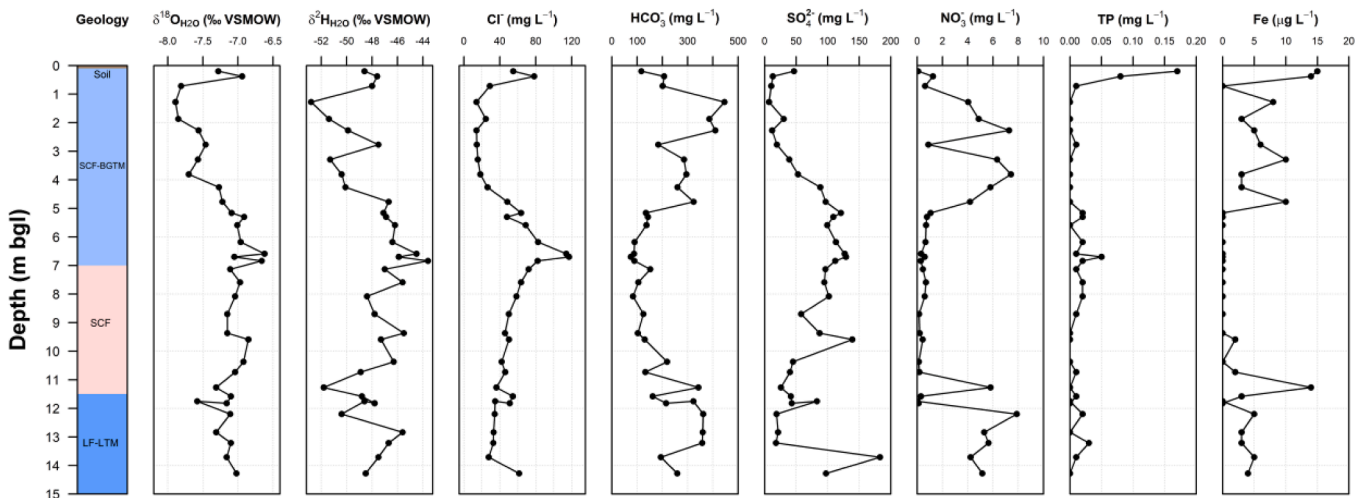 Geology
δ¹⁸O_H2O (‰ VSMOW)
δ²H_H2O (‰ VSMOW)
Cl⁻ (mg L⁻¹)
HCO₃⁻ (mg L⁻¹)
SO₄²⁻ (mg L⁻¹)
NO₃⁻ (mg L⁻¹)
TP (mg L⁻¹)
Fe (μg L⁻¹)
-8.0 -7.5 -7.0 -6.5
-52 -50 -48 -46 -44
0 40 80 120
0 100 200 300 400 500
0 50 100 150 200
0 2 4 6 8 10
0.00 0.05 0.10 0.15 0.20
0 5 10 15 20
Depth (m bgl)
0
1
2
3
4
5
6
7
8
9
10
11
12
13
14
15
Soil
SCF-BGTM
SCF
LF-LTM